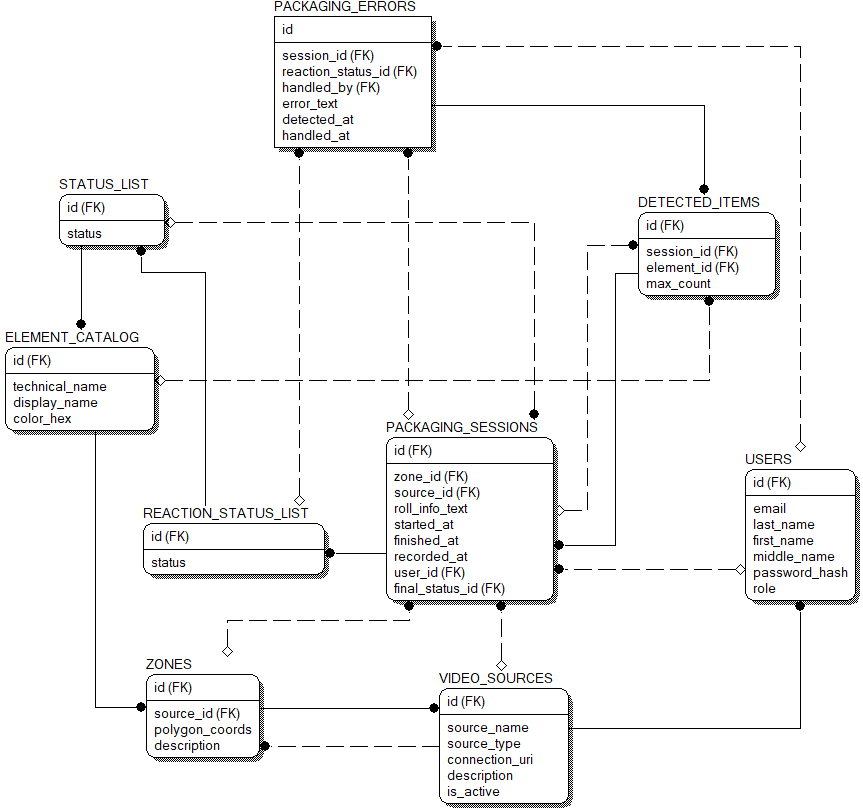 PACKAGING_ERRORS
id
session_id (FK)
reaction_status_id (FK)
handled_by (FK)
error_text
detected_at
handled_at
STATUS_LIST
id (FK)
status
DETECTED_ITEMS
id (FK)
session_id (FK)
element_id (FK)
max_count
ELEMENT_CATALOG
id (FK)
technical_name
display_name
color_hex
PACKAGING_SESSIONS
id (FK)
zone_id (FK)
source_id (FK)
roll_info_text
started_at
finished_at
recorded_at
user_id (FK)
final_status_id (FK)
USERS
id (FK)
email
last_name
first_name
middle_name
password_hash
role
REACTION_STATUS_LIST
id (FK)
status
ZONES
id (FK)
source_id (FK)
polygon_coords
description
VIDEO_SOURCES
id (FK)
source_name
source_type
connection_uri
description
is_active